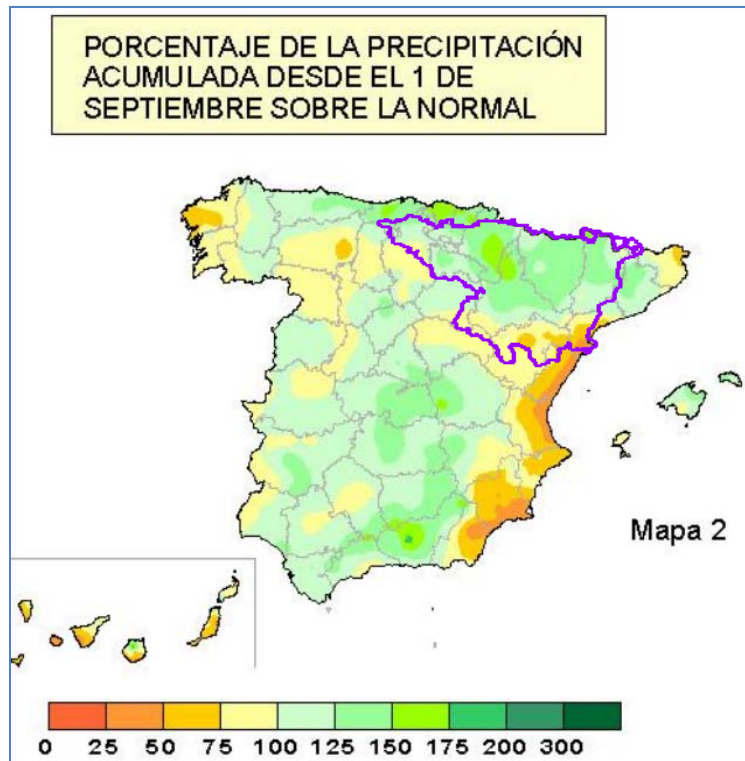 PORCENTAJE DE LA PRECIPITACIÓN
ACUMULADA DESDE EL 1 DE
SEPTIEMBRE SOBRE LA NORMAL
Mapa 2
0 25 50 75 100 125 150 175 200 300